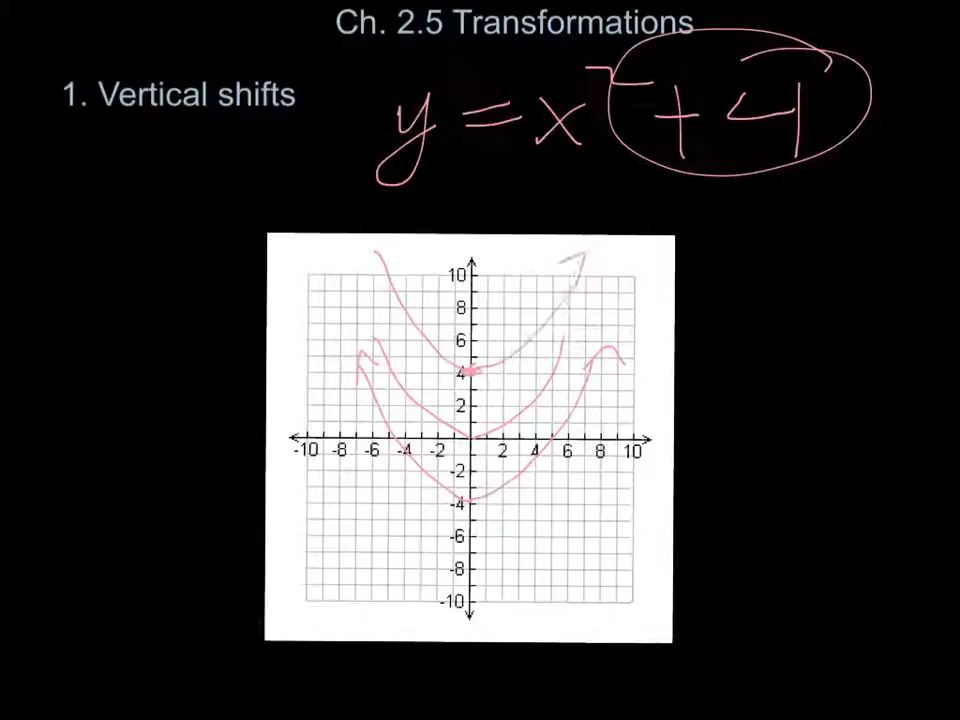 Ch. 2.5 Transformations
1. Vertical shifts
y = x² + 4
10
8
6
4
2
-10 -8 -6 -4 -2 2 4 6 8 10
-2
-4
-6
-8
-10